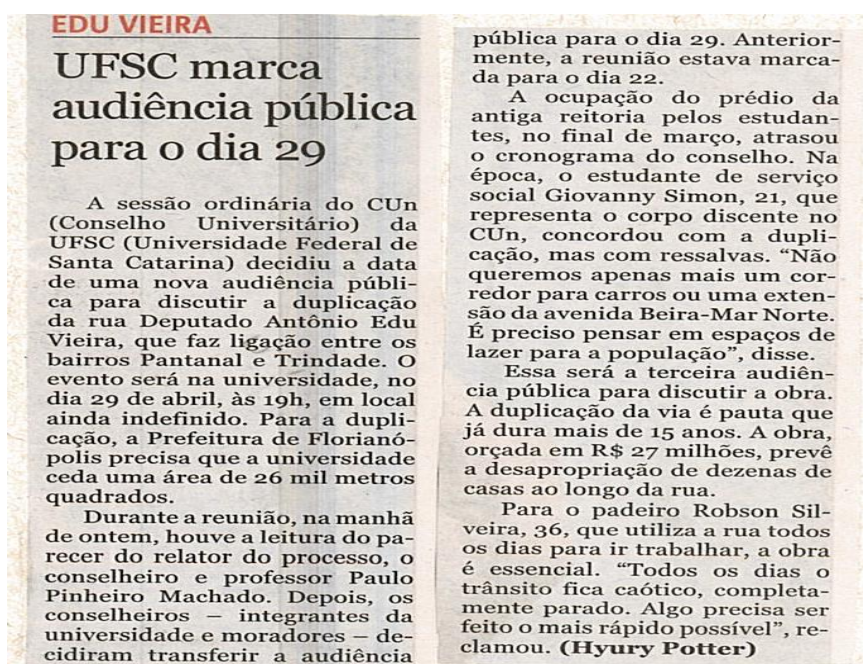 EDU VIEIRA
UFSC marca
audiência pública
para o dia 29
A sessão ordinária do CUn
(Conselho Universitário) da
UFSC (Universidade Federal de
Santa Catarina) decidiu a data
de uma nova audiência públi-
ca para discutir a duplicação
da rua Deputado Antônio Edu
Vieira, que faz ligação entre os
bairros Pantanal e Trindade. O
evento será na universidade, no
dia 29 de abril, às 19h, em local
ainda indefinido. Para a dupli-
cação, a Prefeitura de Florianó-
polis precisa que a universidade
ceda uma área de 26 mil metros
quadrados.
Durante a reunião, na manhã
de ontem, houve a leitura do pa-
recer do relator do processo, o
conselheiro e professor Paulo
Pinheiro Machado. Depois, os
conselheiros – integrantes da
universidade e moradores – de-
cidiram transferir a audiência
pública para o dia 29. Anterior-
mente, a reunião estava marca-
da para o dia 22.
A ocupação do prédio da
antiga reitoria pelos estudan-
tes, no final de março, atrasou
o cronograma do conselho. Na
época, o estudante de serviço
social Giovanny Simon, 21, que
representa o corpo discente no
CUn, concordou com a dupli-
cação, mas com ressalvas. “Não
queremos apenas mais um cor-
redor para carros ou uma exten-
são da avenida Beira-Mar Norte.
É preciso pensar em espaços de
lazer para a população”, disse.
Essa será a terceira audiên-
cia pública para discutir a obra.
A duplicação da via é pauta que
já dura mais de 15 anos. A obra,
orçada em R$ 27 milhões, prevê
a desapropriação de dezenas de
casas ao longo da rua.
Para o padeiro Robson Sil-
veira, 36, que utiliza a rua todos
os dias para ir trabalhar, a obra
é essencial. “Todos os dias o
trânsito fica caótico, completa-
mente parado. Algo precisa ser
feito o mais rápido possível”, re-
clamou. (Hyury Potter)